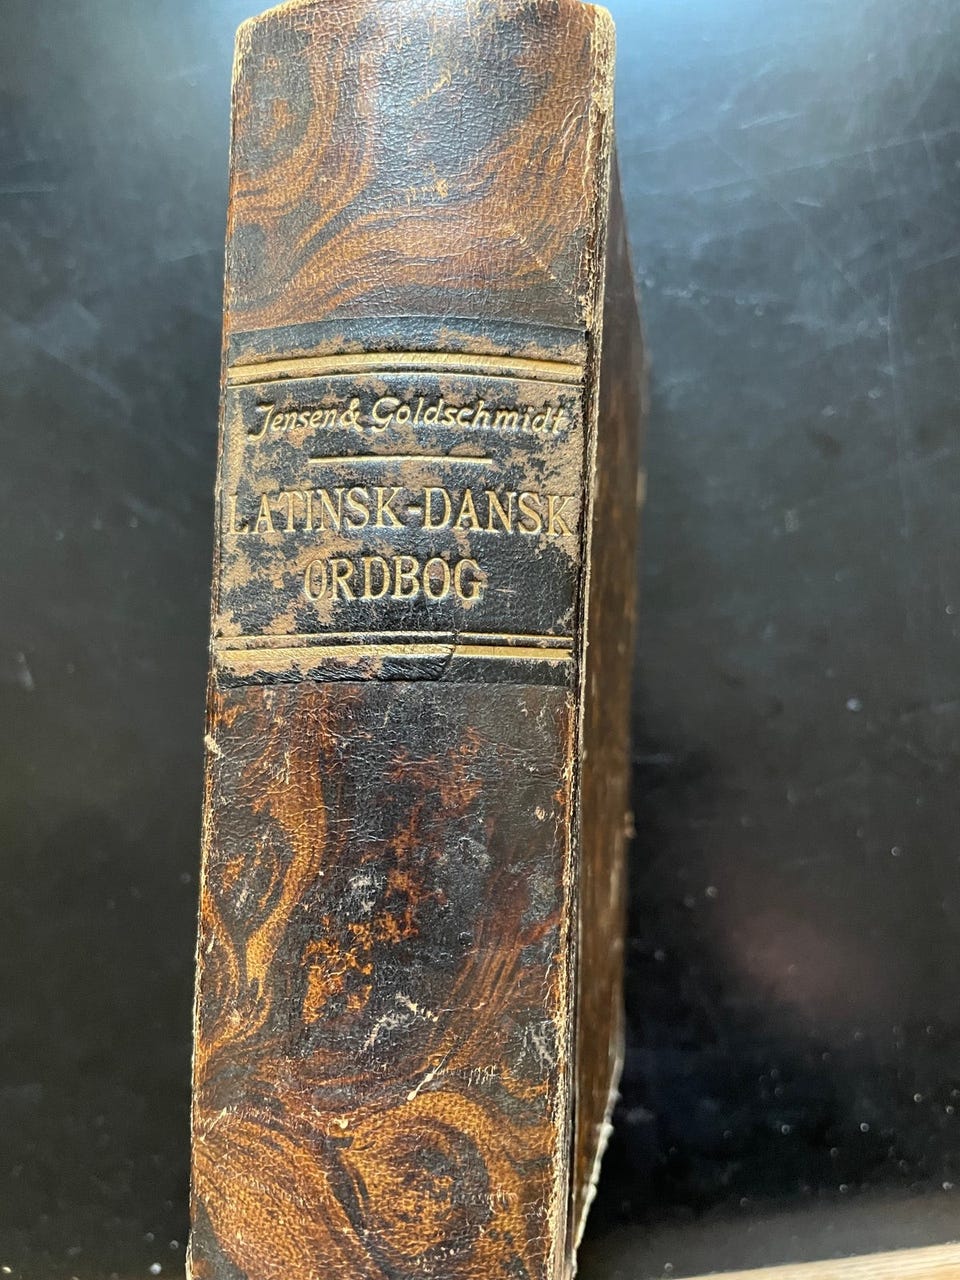 Jensen & Goldschmidt
LATINSK-DANSK
ORDBOG